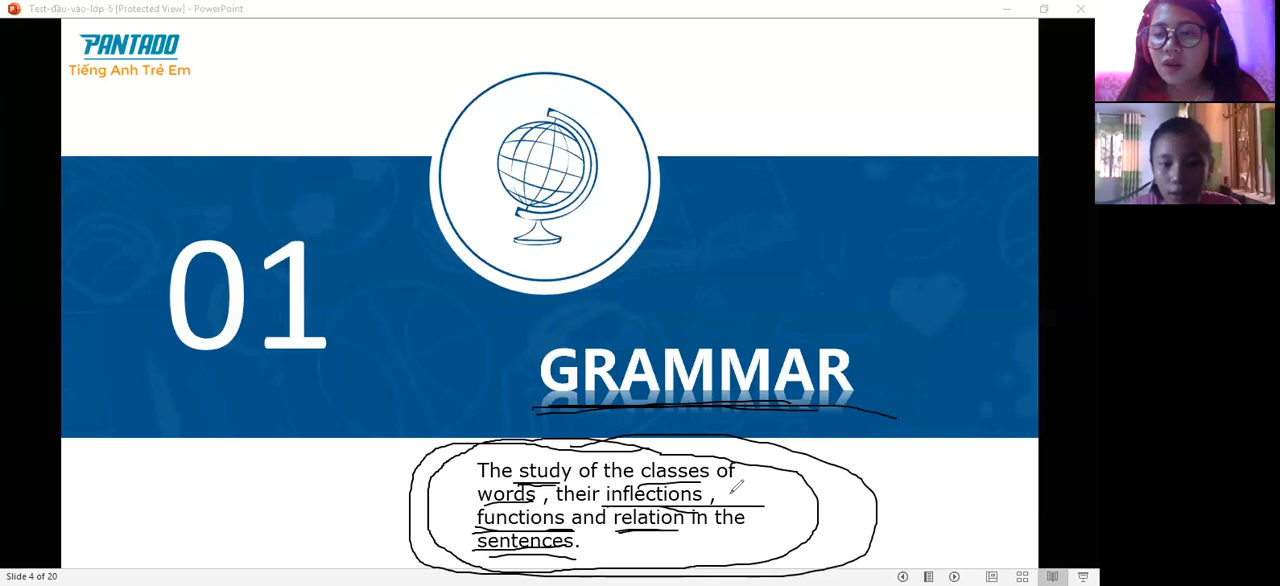 Test-đầu-vào-lớp-6 [Protected View] - PowerPoint
PANTADO
Tiếng Anh Trẻ Em
01
GRAMMAR
The study of the classes of
words , their inflections ,
functions and relation in the
sentences.
Slide 4 of 20